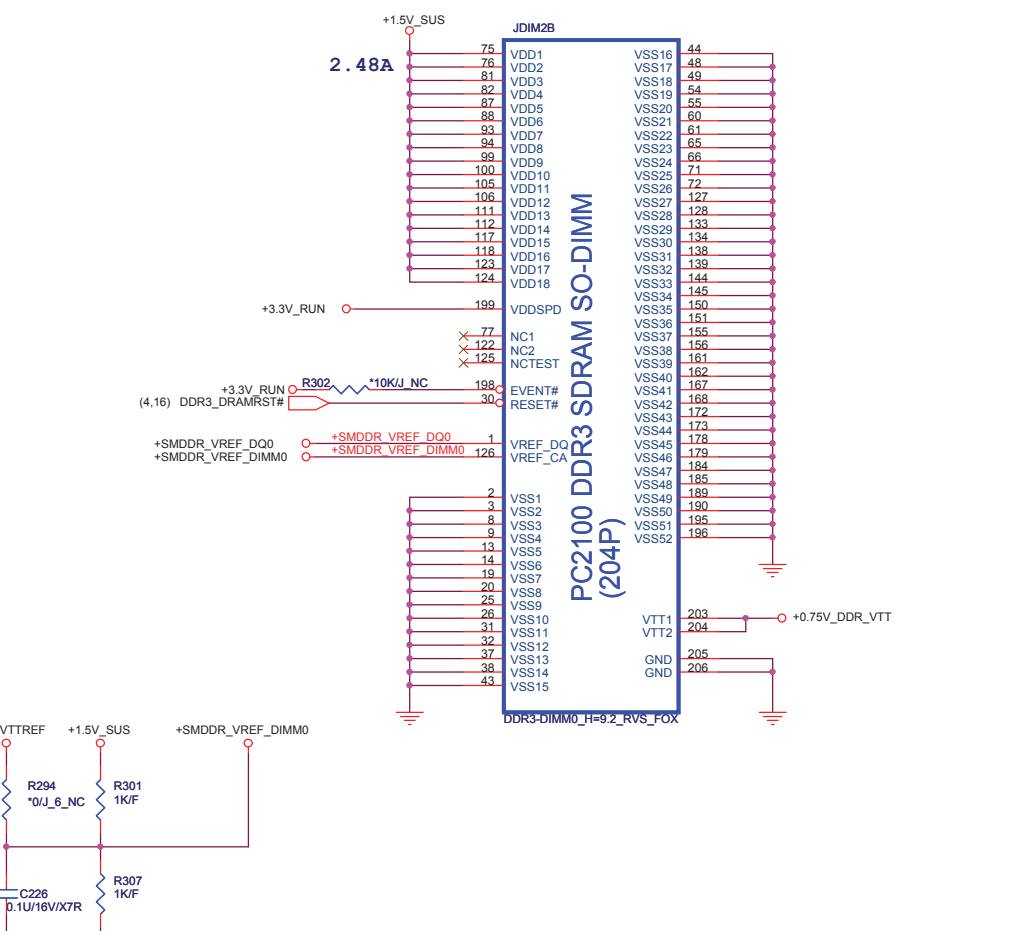 +1.5V_SUS
JDIM2B
2.48A
75 VDD1 VSS16 44
76 VDD2 VSS17 48
81 VDD3 VSS18 49
82 VDD4 VSS19 54
87 VDD5 VSS20 55
88 VDD6 VSS21 60
93 VDD7 VSS22 61
94 VDD8 VSS23 65
99 VDD9 VSS24 66
100 VDD10 VSS25 71
105 VDD11 VSS26 72
106 VDD12 VSS27 127
111 VDD13 VSS28 128
112 VDD14 VSS29 133
117 VDD15 VSS30 134
118 VDD16 VSS31 138
123 VDD17 VSS32 139
124 VDD18 VSS33 144
VSS34 145
+3.3V_RUN 199 VDDSPD VSS35 150
VSS36 151
77 NC1 VSS37 155
122 NC2 VSS38 156
125 NCTEST VSS39 161
VSS40 162
+3.3V_RUN R302 *10K/J_NC 198 EVENT# VSS41 167
(4,16) DDR3_DRAMRST# 30 RESET# VSS42 168
VSS43 172
VSS44 173
+SMDDR_VREF_DQ0 +SMDDR_VREF_DQ0 1 VREF_DQ VSS45 178
+SMDDR_VREF_DIMM0 +SMDDR_VREF_DIMM0 126 VREF_CA VSS46 179
VSS47 184
VSS48 185
2 VSS1 VSS49 189
3 VSS2 VSS50 190
8 VSS3 VSS51 195
9 VSS4 VSS52 196
13 VSS5
14 VSS6
19 VSS7
20 VSS8
25 VSS9
26 VSS10 VTT1 203 +0.75V_DDR_VTT
31 VSS11 VTT2 204
32 VSS12
37 VSS13 GND 205
38 VSS14 GND 206
43 VSS15
PC2100 DDR3 SDRAM SO-DIMM
(204P)
DDR3-DIMM0_H=9.2_RVS_FOX
VTTREF +1.5V_SUS +SMDDR_VREF_DIMM0
R294 R301
*0/J_6_NC 1K/F
R307
C226 1K/F
0.1U/16V/X7R